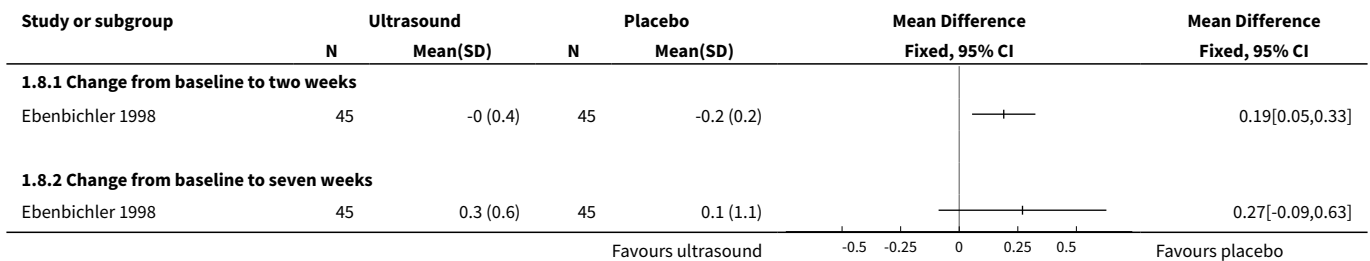 Study or subgroup Ultrasound Placebo Mean Difference Mean Difference
N Mean(SD) N Mean(SD) Fixed, 95% CI Fixed, 95% CI
1.8.1 Change from baseline to two weeks
Ebenbichler 1998 45 -0 (0.4) 45 -0.2 (0.2) 0.19[0.05,0.33]
1.8.2 Change from baseline to seven weeks
Ebenbichler 1998 45 0.3 (0.6) 45 0.1 (1.1) 0.27[-0.09,0.63]
Favours ultrasound -0.5 -0.25 0 0.25 0.5 Favours placebo